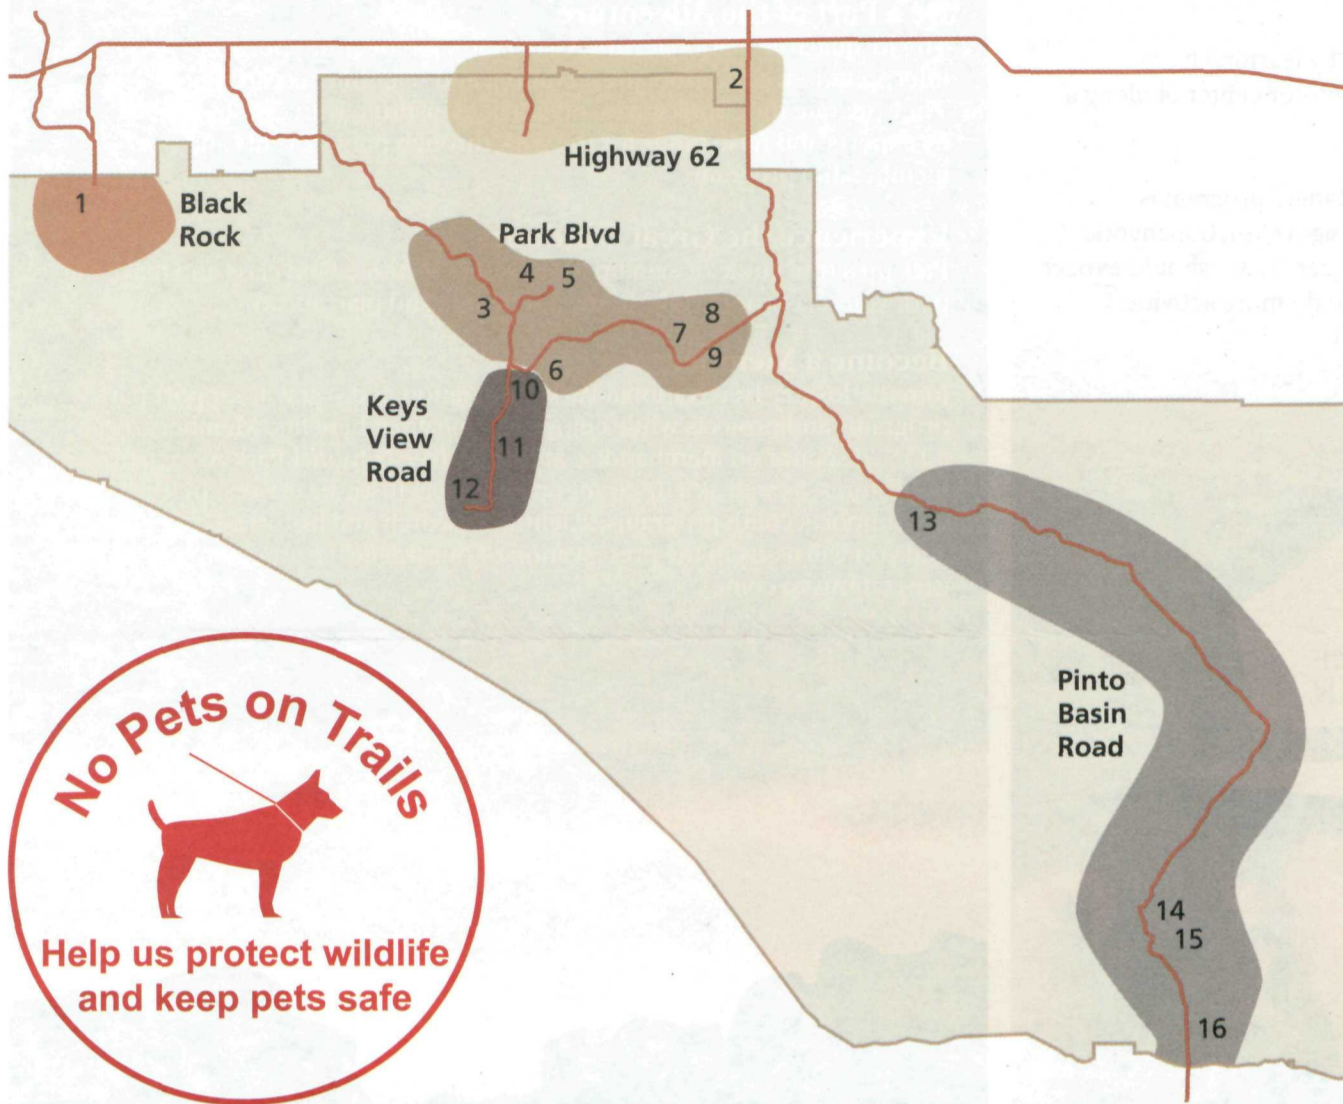 2
Highway 62
1
Black
Rock
Park Blvd
4
5
3
8
7
9
6
10
Keys
View
Road
11
12
13
Pinto
Basin
Road
14
15
16
No Pets on Trails
Help us protect wildlife
and keep pets safe